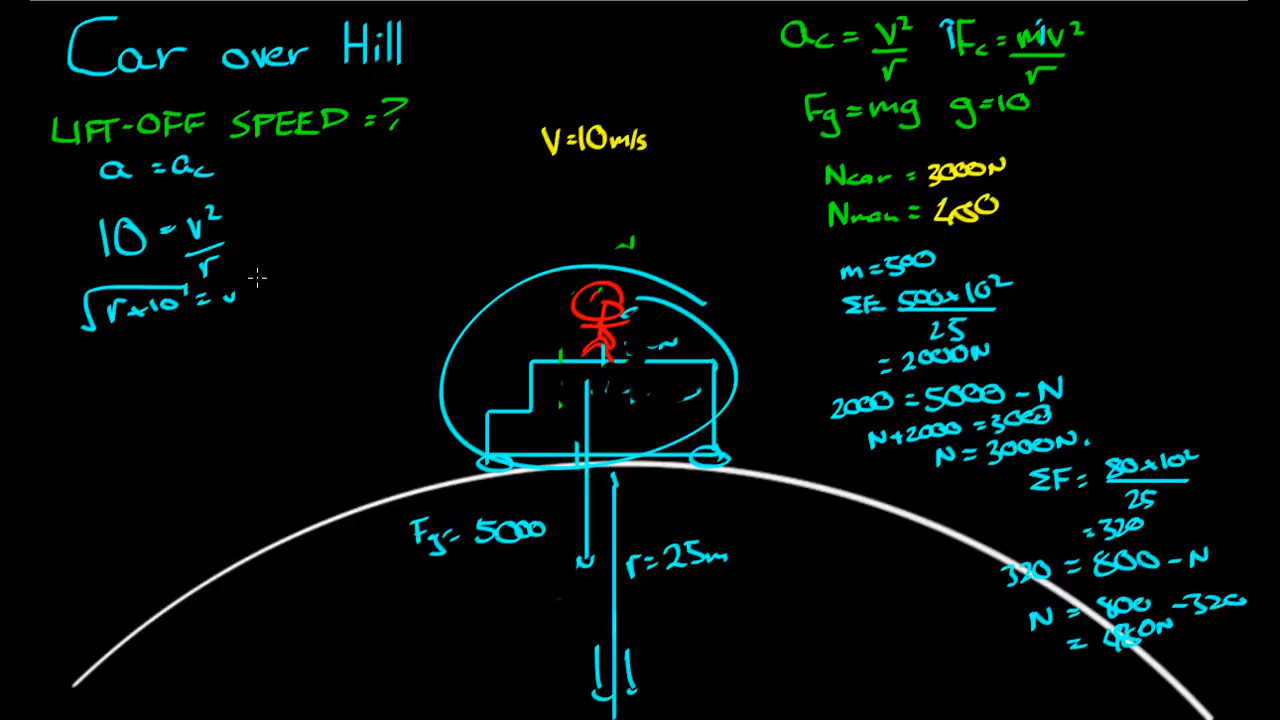 Car over Hill
LIFT-OFF SPEED = ?
a = ac
10 = v²/r
√r×10 = v
V=10m/s
ac = v²/r
↑Fc = mv²/r
Fg = mg g=10
Ncar = 3000N
Nman = 480
m = 500
ΣF = 500×10²/25
= 2000N
2000 = 5000 - N
N+2000 = 3000
N = 3000N.
ΣF = 80×10²/25
= 320
320 = 800 - N
N = 800 - 320
= 480N
Fg = 5000
r = 25m
N